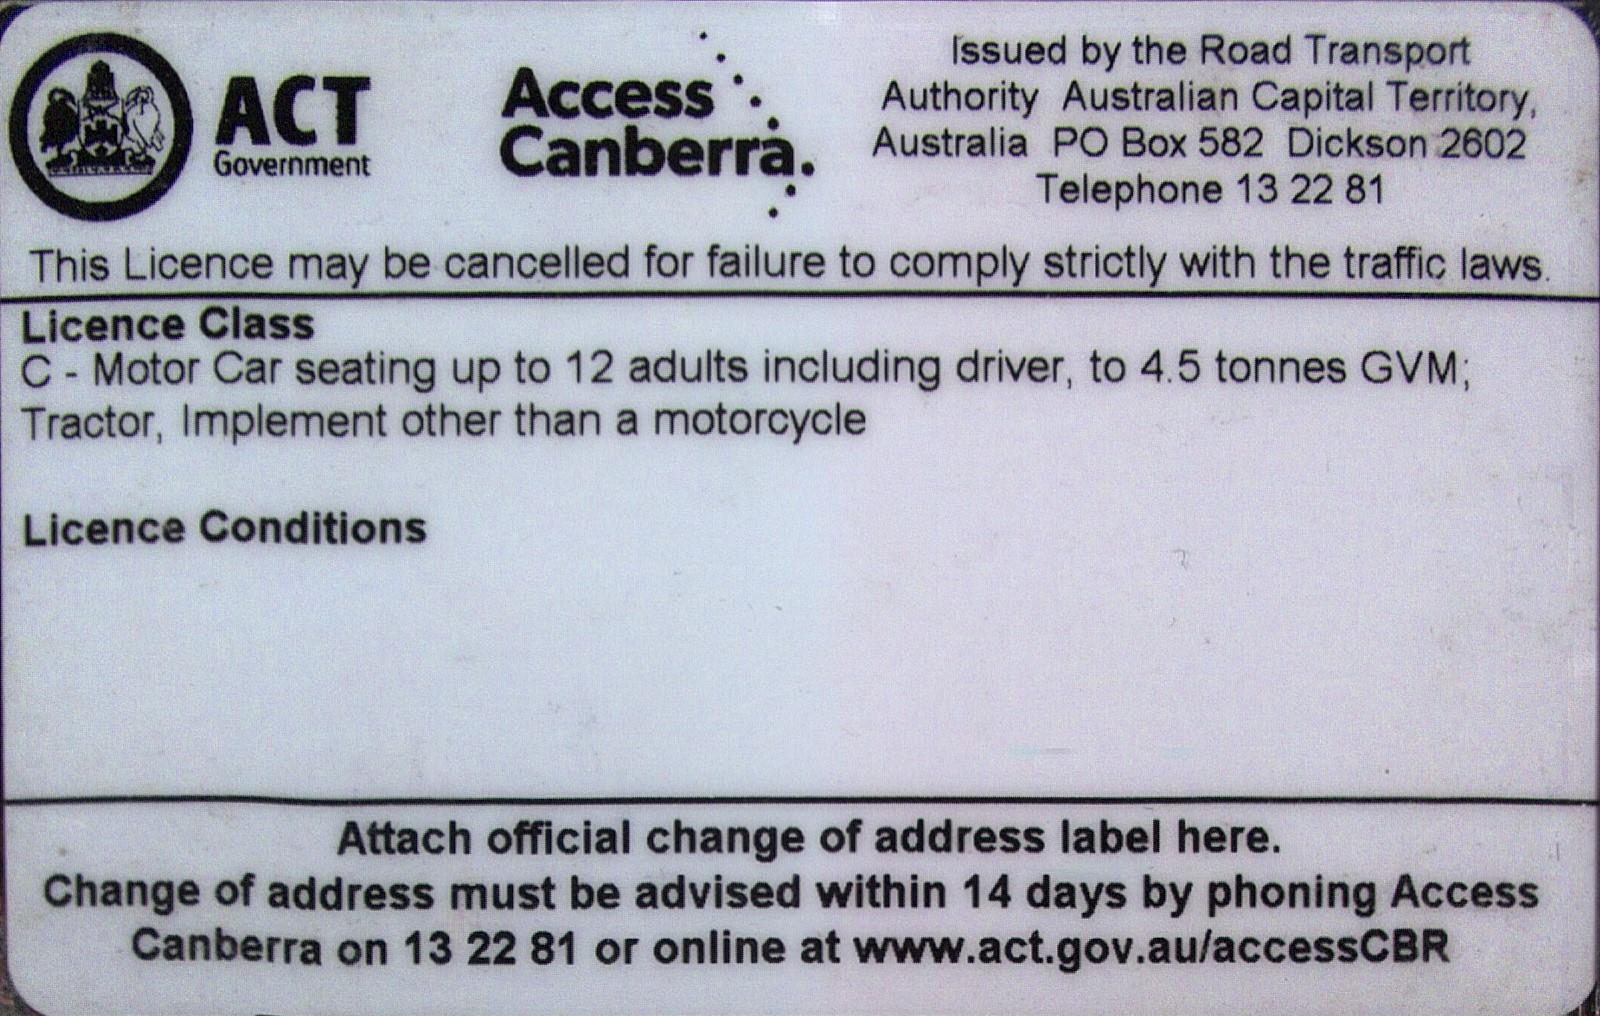 ACT
Government
Access
Canberra.
Issued by the Road Transport
Authority Australian Capital Territory,
Australia PO Box 582 Dickson 2602
Telephone 13 22 81
This Licence may be cancelled for failure to comply strictly with the traffic laws.
Licence Class
C - Motor Car seating up to 12 adults including driver, to 4.5 tonnes GVM;
Tractor, Implement other than a motorcycle
Licence Conditions
Attach official change of address label here.
Change of address must be advised within 14 days by phoning Access
Canberra on 13 22 81 or online at www.act.gov.au/accessCBR